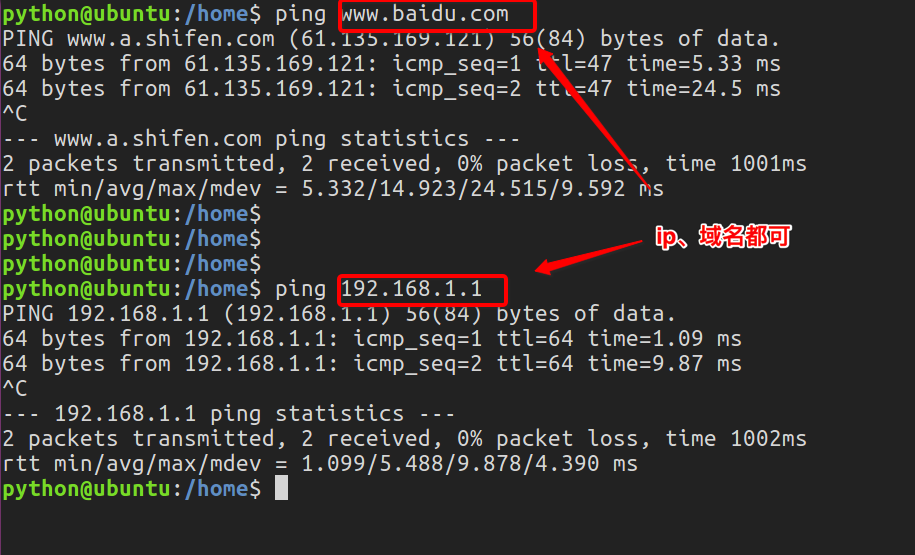 python@ubuntu:/home$ ping www.baidu.com
PING www.a.shifen.com (61.135.169.121) 56(84) bytes of data.
64 bytes from 61.135.169.121: icmp_seq=1 ttl=47 time=5.33 ms
64 bytes from 61.135.169.121: icmp_seq=2 ttl=47 time=24.5 ms
^C
--- www.a.shifen.com ping statistics ---
2 packets transmitted, 2 received, 0% packet loss, time 1001ms
rtt min/avg/max/mdev = 5.332/14.923/24.515/9.592 ms
python@ubuntu:/home$
python@ubuntu:/home$
ip、域名都可
python@ubuntu:/home$
python@ubuntu:/home$ ping 192.168.1.1
PING 192.168.1.1 (192.168.1.1) 56(84) bytes of data.
64 bytes from 192.168.1.1: icmp_seq=1 ttl=64 time=1.09 ms
64 bytes from 192.168.1.1: icmp_seq=2 ttl=64 time=9.87 ms
^C
--- 192.168.1.1 ping statistics ---
2 packets transmitted, 2 received, 0% packet loss, time 1002ms
rtt min/avg/max/mdev = 1.099/5.488/9.878/4.390 ms
python@ubuntu:/home$